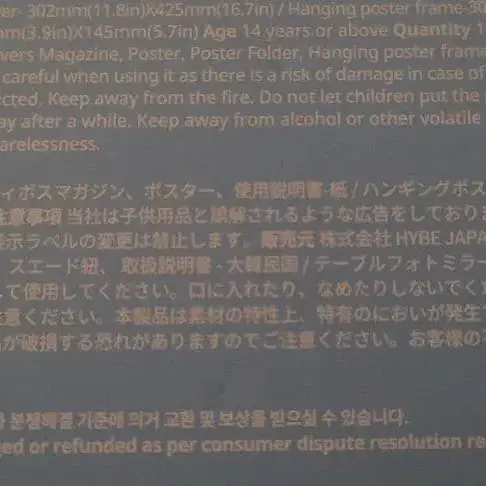 302mm(11.8in)X425mm(16.7in) / Hanging poster frame-30
mm(3.9in)X145mm(5.7in) Age 14 years or above Quantity 1
Magazine, Poster, Poster Folder, Hanging poster frame
careful when using it as there is a risk of damage in case of
Keep away from the fire. Do not let children put the
after a while. Keep away from alcohol or other volatile
carelessness.
ィボスマガジン、ポスター、使用説明書-紙 / ハンギングポス
注意事項 当社は子供用品と誤解されるような広告をしており
表示ラベルの変更は禁止します。販売元 株式会社 HYBE JAPA
スエード紐、取扱説明書 - 大韓民国 / テーブルフォトミラー
て使用してください。口に入れたり、なめたりしないでくだ
注意ください。本製品は素材の特性上、特有のにおいが発生
が破損する恐れがありますのでご注意ください。お客様の
분쟁해결 기준에 의거 교환 및 보상을 받으실 수 있습니다.
or refunded as per consumer dispute resolution re